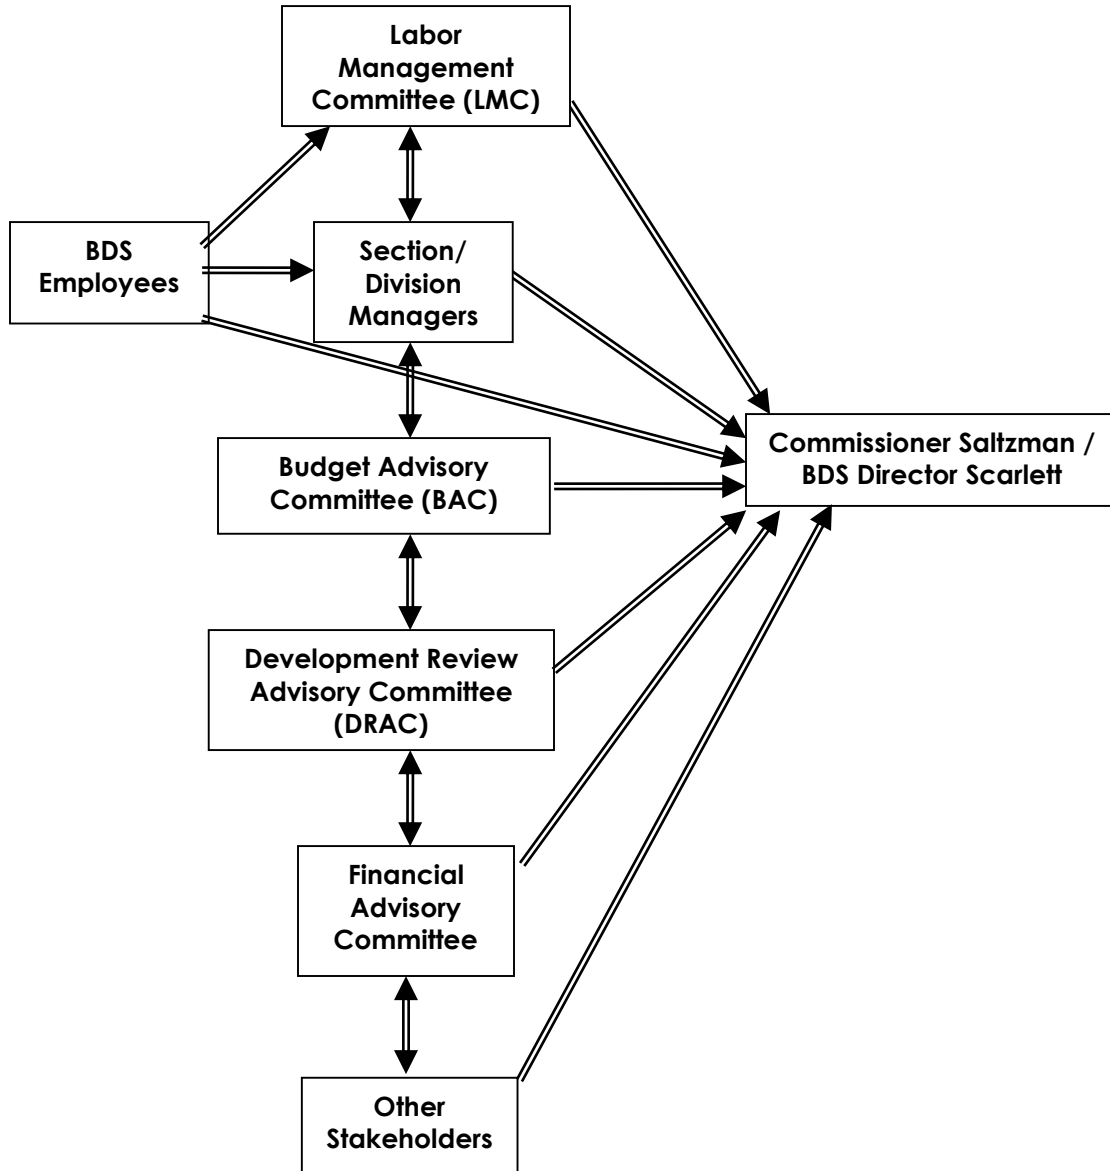 Labor
Management
Committee (LMC)
BDS
Employees
Section/
Division
Managers
Commissioner Saltzman /
BDS Director Scarlett
Budget Advisory
Committee (BAC)
Development Review
Advisory Committee
(DRAC)
Financial
Advisory
Committee
Other
Stakeholders